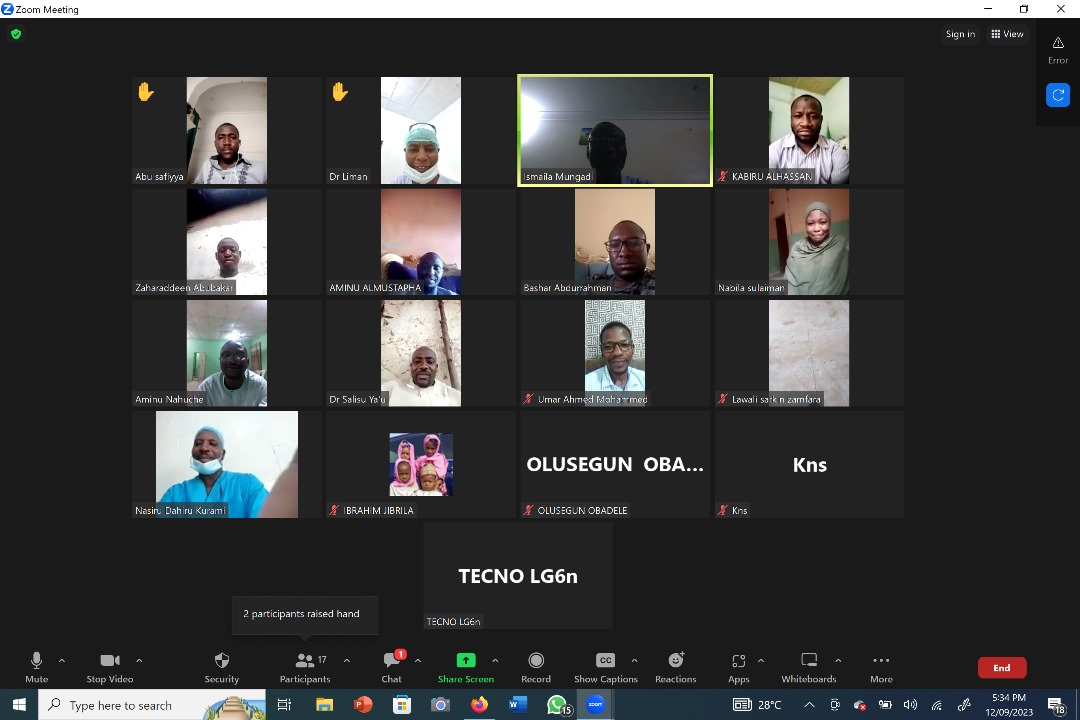 Zoom Meeting
Sign in
View
Error
Abu safiyya
Dr Liman
Ismaila Mungadi
KABIRU ALHASSAN
Zaharaddeen Abubakar
AMINU ALMUSTAPHA
Bashar Abdurrahman
Nabila sulaiman
Aminu Nahuche
Dr Salisu Ya'u
Umar Ahmed Mohammed
Lawali sarkin zamfara
OLUSEGUN OBA...
Kns
Nasiru Dahiru Kurami
IBRAHIM JIBRILA
OLUSEGUN OBADELE
Kns
TECNO LG6n
TECNO LG6n
2 participants raised hand
17
1
CC
Mute
Stop Video
Security
Participants
Chat
Share Screen
Record
Show Captions
Reactions
Apps
Whiteboards
More
End
Type here to search
P
W
15
zoom
28°C
5:34 PM
12/09/2023
18